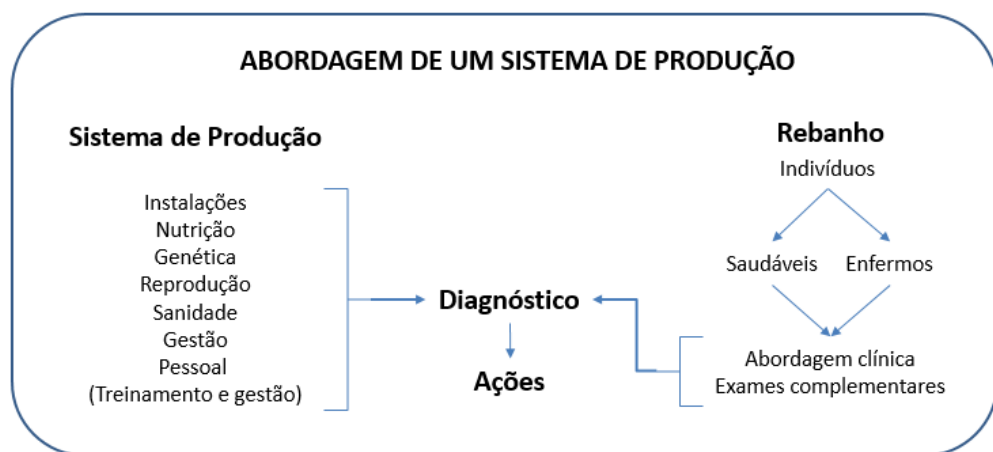 ABORDAGEM DE UM SISTEMA DE PRODUÇÃO
Sistema de Produção
Instalações
Nutrição
Genética
Reprodução
Sanidade
Gestão
Pessoal
(Treinamento e gestão)
Diagnóstico
Ações
Rebanho
Indivíduos
Saudáveis
Enfermos
Abordagem clínica
Exames complementares